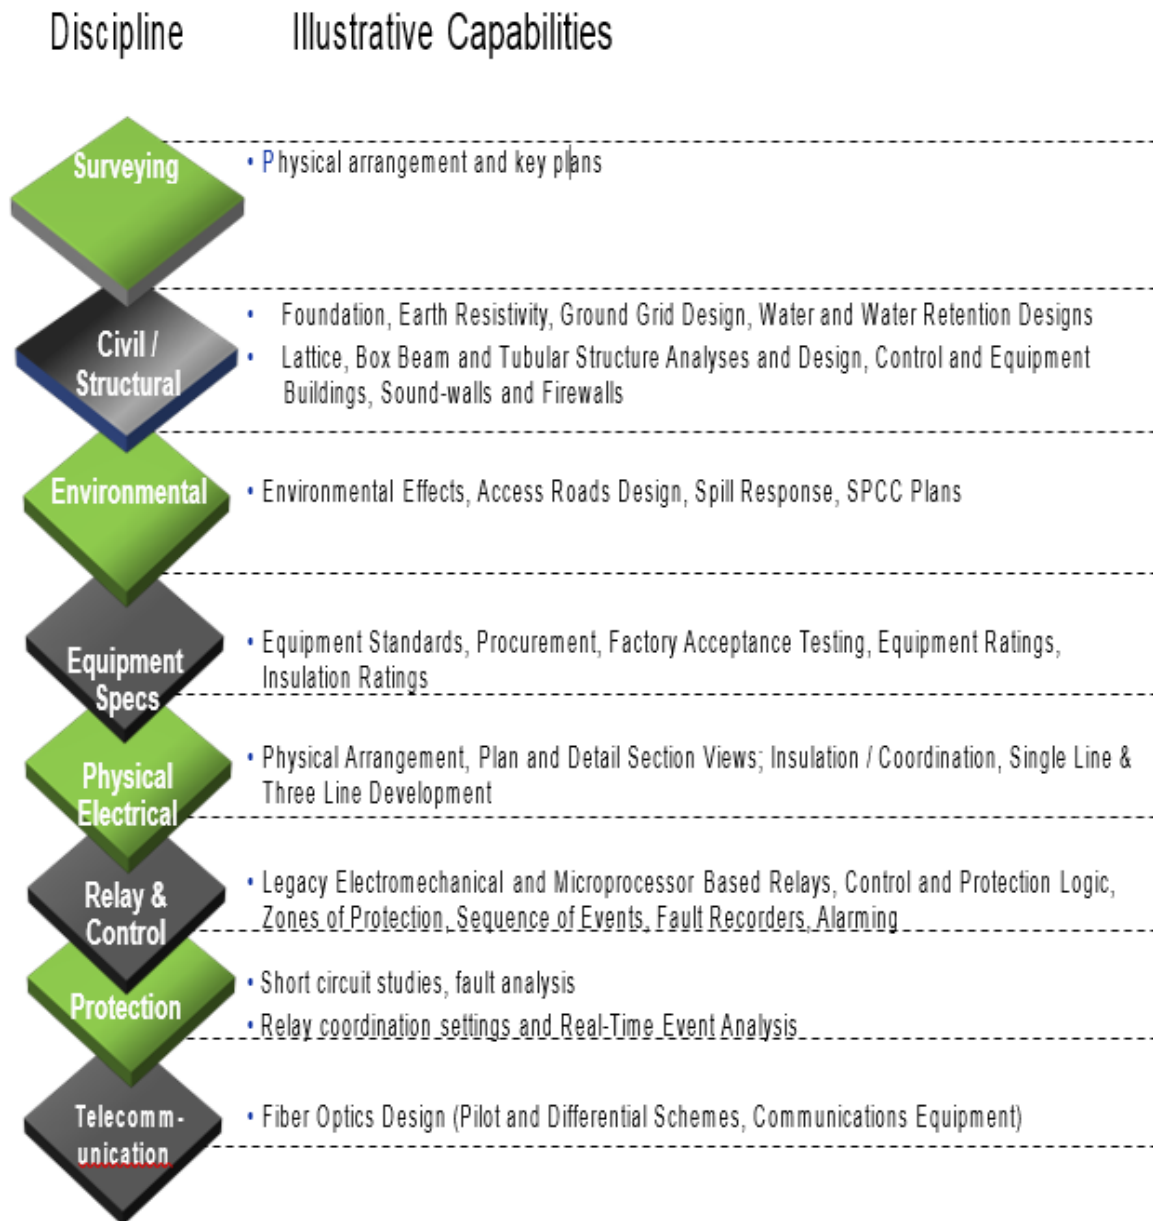 Discipline Illustrative Capabilities
Surveying
• Physical arrangement and key plans
Civil /
Structural
• Foundation, Earth Resistivity, Ground Grid Design, Water and Water Retention Designs
• Lattice, Box Beam and Tubular Structure Analyses and Design, Control and Equipment
Buildings, Sound-walls and Firewalls
Environmental
• Environmental Effects, Access Roads Design, Spill Response, SPCC Plans
Equipment
Specs
• Equipment Standards, Procurement, Factory Acceptance Testing, Equipment Ratings,
Insulation Ratings
Physical
Electrical
• Physical Arrangement, Plan and Detail Section Views; Insulation / Coordination, Single Line &
Three Line Development
Relay &
Control
• Legacy Electromechanical and Microprocessor Based Relays, Control and Protection Logic,
Zones of Protection, Sequence of Events, Fault Recorders, Alarming
Protection
• Short circuit studies, fault analysis
• Relay coordination settings and Real-Time Event Analysis
Telecomm-
unication
• Fiber Optics Design (Pilot and Differential Schemes, Communications Equipment)